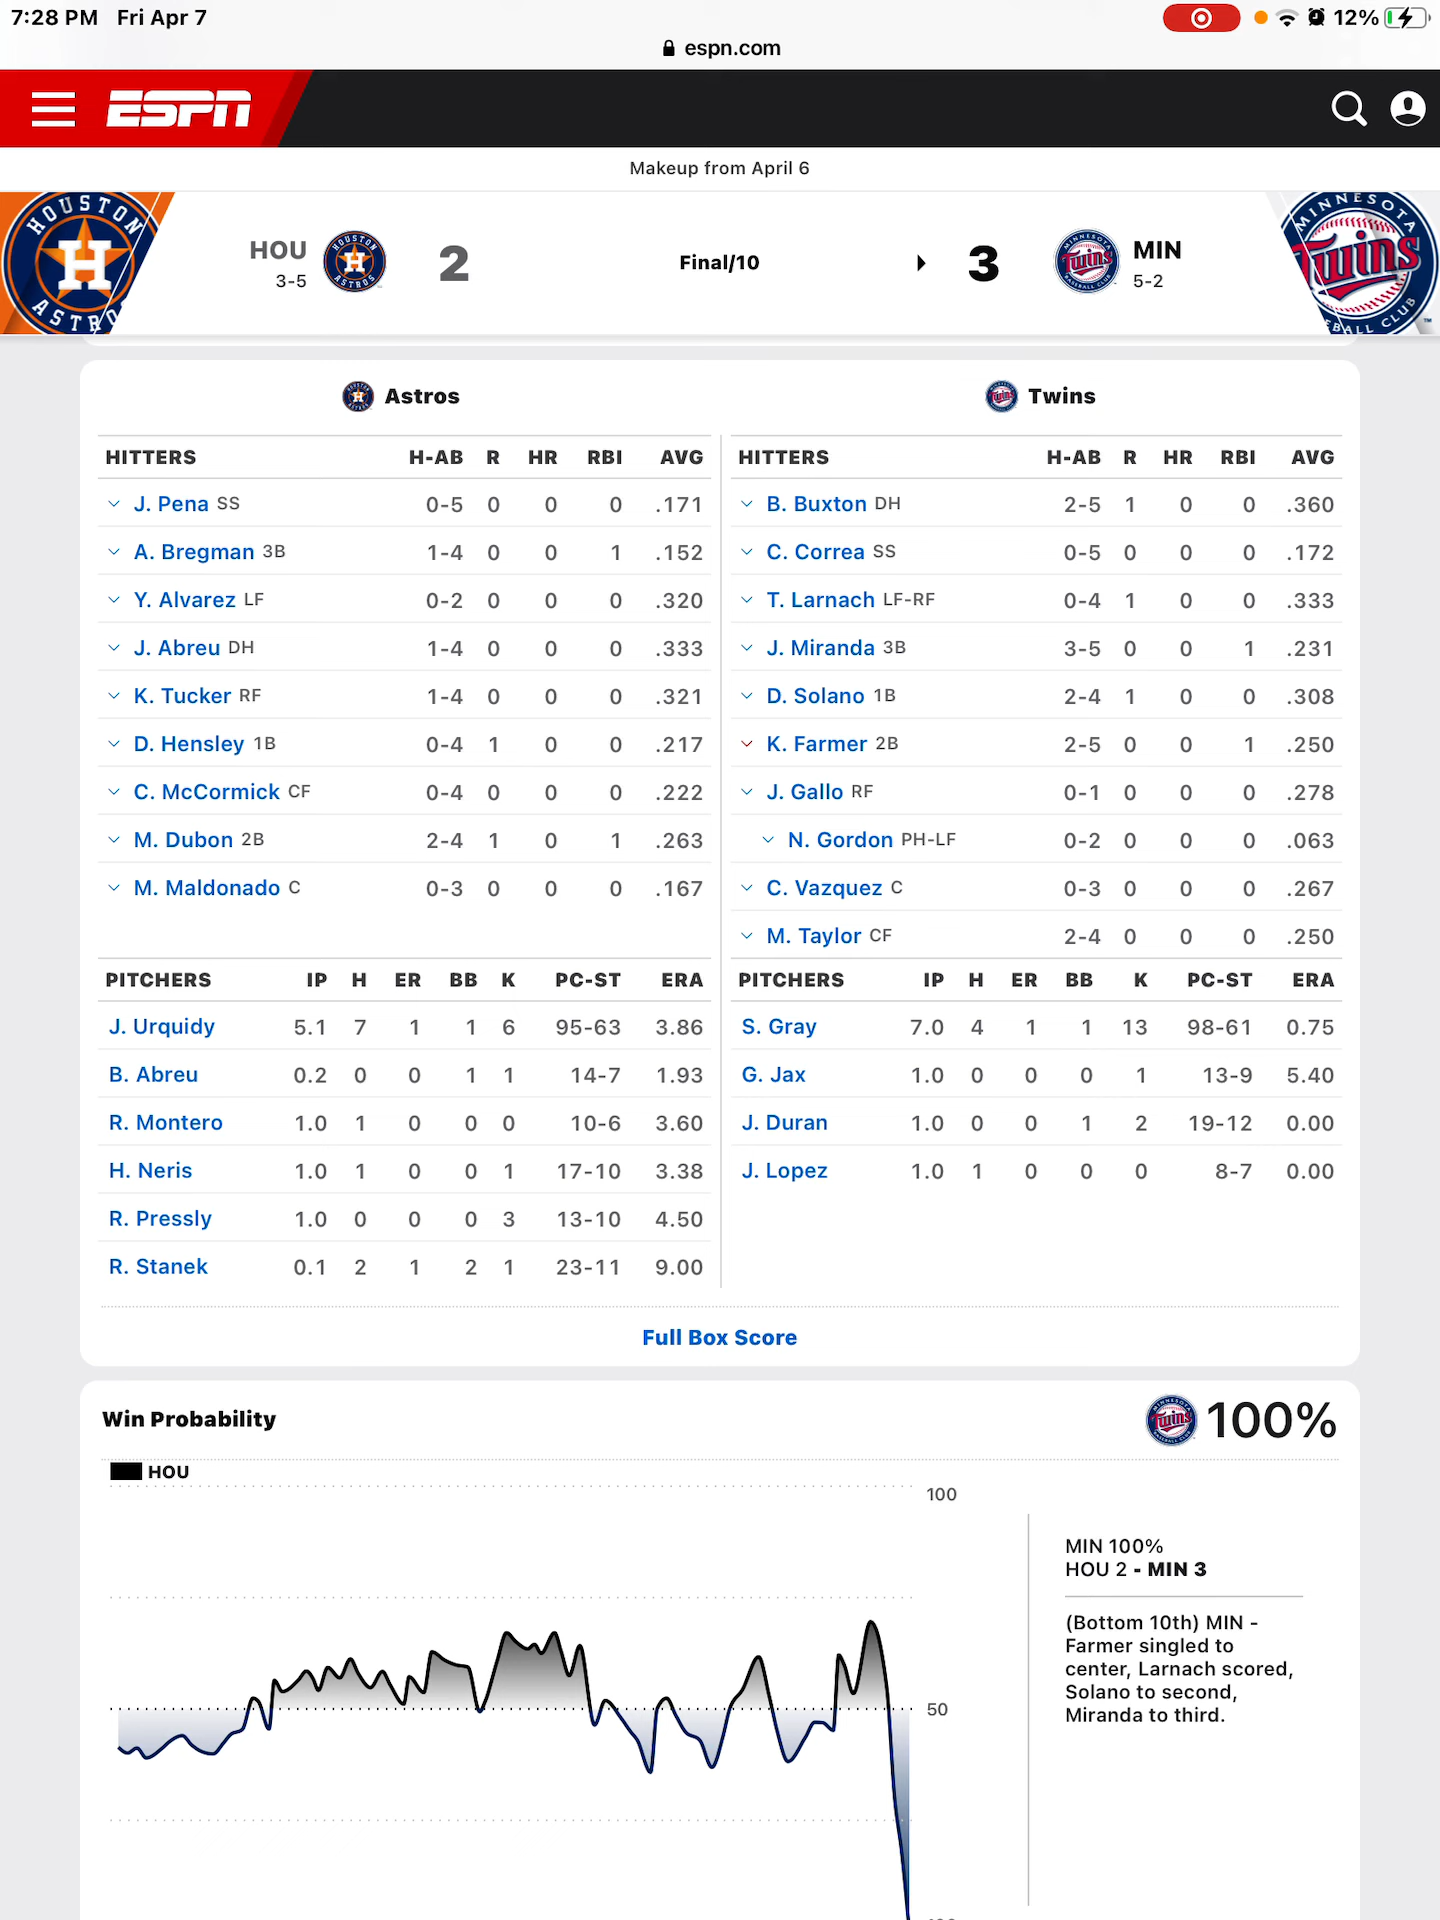 7:28 PM Fri Apr 7 12%
espn.com
ESPN
Makeup from April 6
HOUSTON ASTRO
H
HOU
3-5
2
Final/10
3
MIN
5-2
MINNESOTA
Twins
BALL CLUB
Astros
HITTERS H-AB R HR RBI AVG
J. Pena SS 0-5 0 0 0 .171
A. Bregman 3B 1-4 0 0 1 .152
Y. Alvarez LF 0-2 0 0 0 .320
J. Abreu DH 1-4 0 0 0 .333
K. Tucker RF 1-4 0 0 0 .321
D. Hensley 1B 0-4 1 0 0 .217
C. McCormick CF 0-4 0 0 0 .222
M. Dubon 2B 2-4 1 0 1 .263
M. Maldonado C 0-3 0 0 0 .167
PITCHERS IP H ER BB K PC-ST ERA
J. Urquidy 5.1 7 1 1 6 95-63 3.86
B. Abreu 0.2 0 0 1 1 14-7 1.93
R. Montero 1.0 1 0 0 0 10-6 3.60
H. Neris 1.0 1 0 0 1 17-10 3.38
R. Pressly 1.0 0 0 0 3 13-10 4.50
R. Stanek 0.1 2 1 2 1 23-11 9.00
Twins
HITTERS H-AB R HR RBI AVG
B. Buxton DH 2-5 1 0 0 .360
C. Correa SS 0-5 0 0 0 .172
T. Larnach LF-RF 0-4 1 0 0 .333
J. Miranda 3B 3-5 0 0 1 .231
D. Solano 1B 2-4 1 0 0 .308
K. Farmer 2B 2-5 0 0 1 .250
J. Gallo RF 0-1 0 0 0 .278
N. Gordon PH-LF 0-2 0 0 0 .063
C. Vazquez C 0-3 0 0 0 .267
M. Taylor CF 2-4 0 0 0 .250
PITCHERS IP H ER BB K PC-ST ERA
S. Gray 7.0 4 1 1 13 98-61 0.75
G. Jax 1.0 0 0 0 1 13-9 5.40
J. Duran 1.0 0 0 1 2 19-12 0.00
J. Lopez 1.0 1 0 0 0 8-7 0.00
Full Box Score
Win Probability
100%
HOU
100
50
MIN 100%
HOU 2 - MIN 3
(Bottom 10th) MIN -
Farmer singled to
center, Larnach scored,
Solano to second,
Miranda to third.